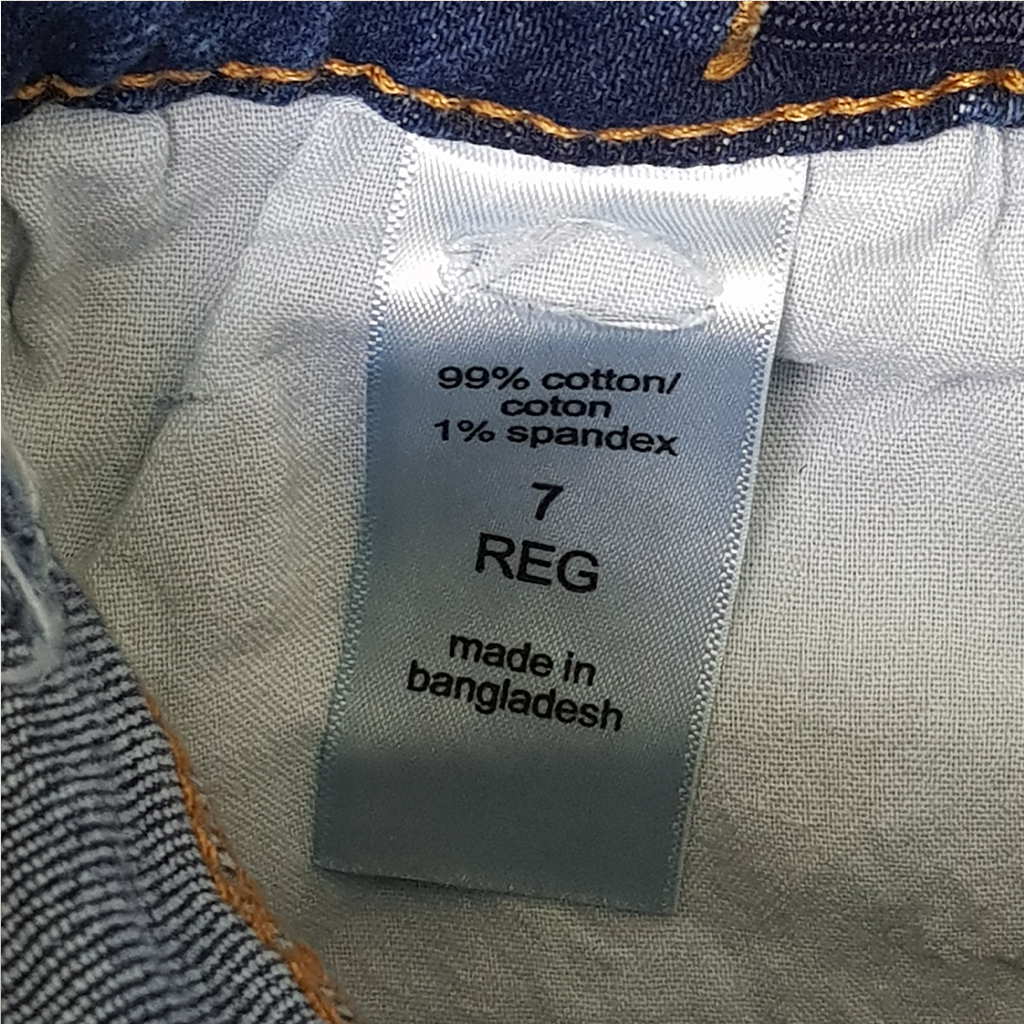 99% cotton/
coton
1% spandex
7
REG
made in
bangladesh